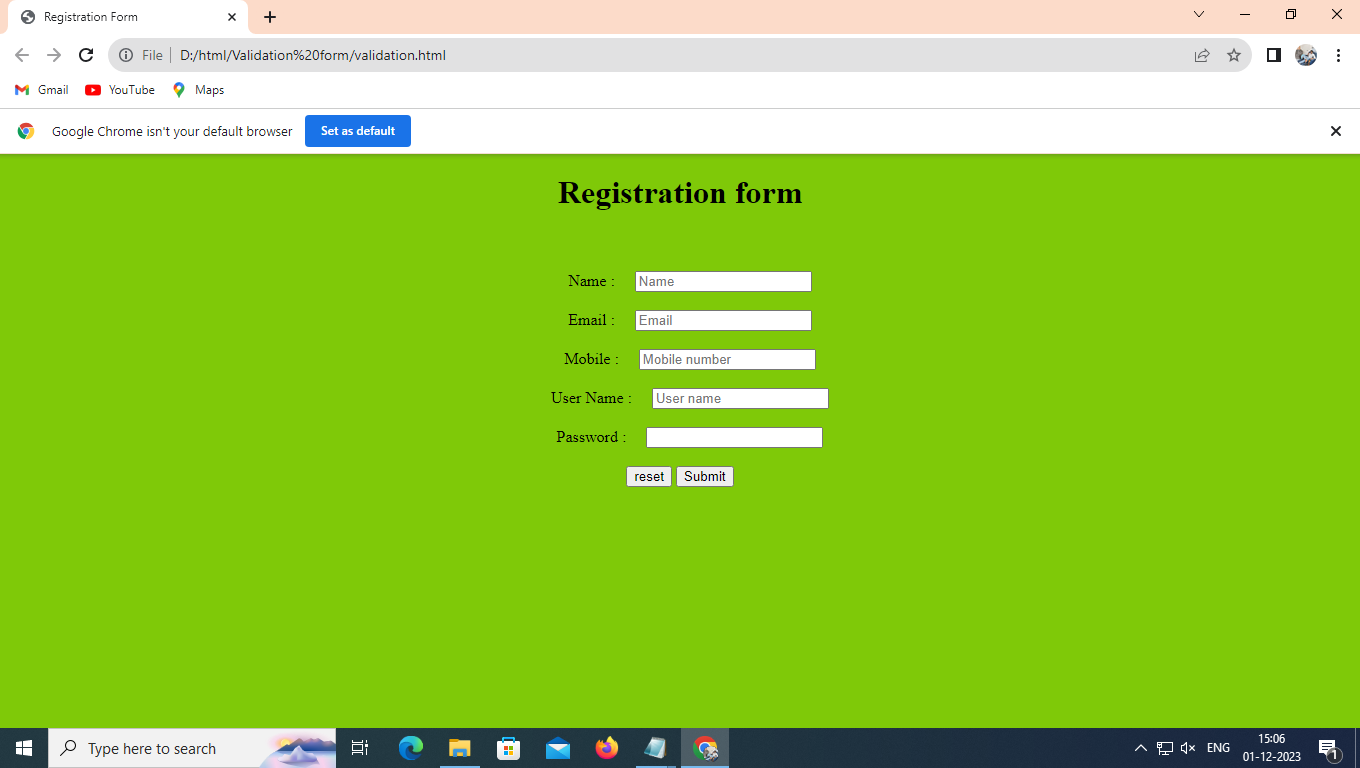 Registration Form
File D:/html/Validation%20form/validation.html
Gmail YouTube Maps
Google Chrome isn't your default browser Set as default
Registration form
Name : Name
Email : Email
Mobile : Mobile number
User Name : User name
Password :
reset Submit
Type here to search ENG 15:06
01-12-2023 1